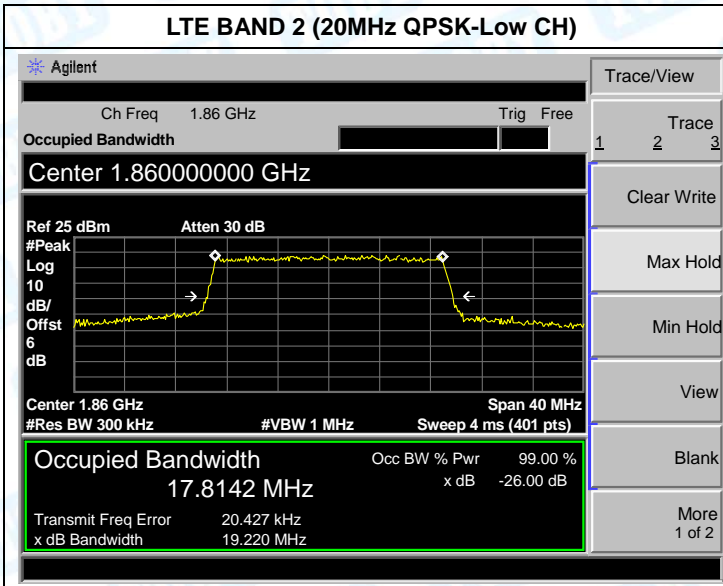 LTE BAND 2 (20MHz QPSK-Low CH)
Agilent
Trace/View
Ch Freq 1.86 GHz Trig Free
Occupied Bandwidth
Trace
1 2 3
Center 1.860000000 GHz
Clear Write
Ref 25 dBm Atten 30 dB
#Peak
Log
10
dB/
Offst
6
dB
Max Hold
Min Hold
View
Center 1.86 GHz Span 40 MHz
#Res BW 300 kHz #VBW 1 MHz Sweep 4 ms (401 pts)
Occupied Bandwidth Occ BW % Pwr 99.00 %
17.8142 MHz x dB -26.00 dB
Blank
Transmit Freq Error 20.427 kHz
x dB Bandwidth 19.220 MHz
More
1 of 2